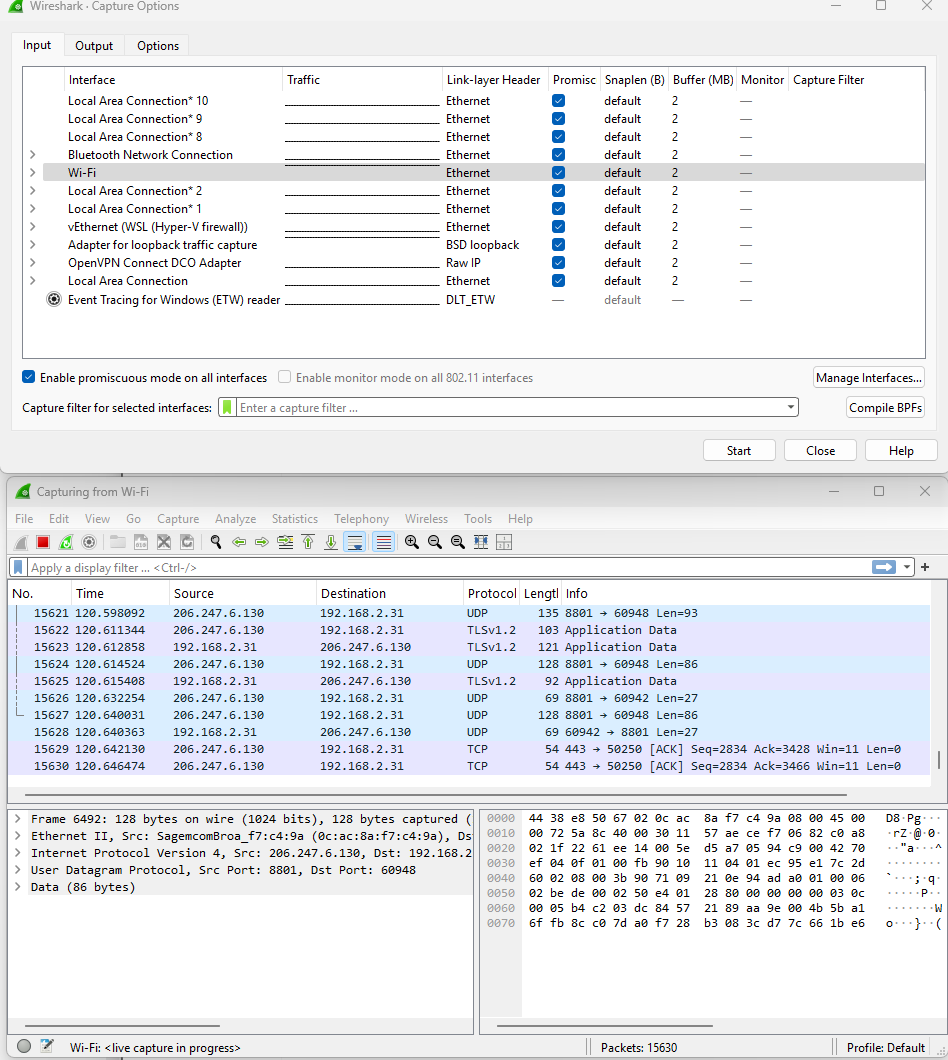 Wireshark · Capture Options
Input Output Options
Interface Traffic Link-layer Header Promisc Snaplen (B) Buffer (MB) Monitor Capture Filter
Local Area Connection* 10 Ethernet default 2 —
Local Area Connection* 9 Ethernet default 2 —
Local Area Connection* 8 Ethernet default 2 —
Bluetooth Network Connection Ethernet default 2 —
Wi-Fi Ethernet default 2 —
Local Area Connection* 2 Ethernet default 2 —
Local Area Connection* 1 Ethernet default 2 —
vEthernet (WSL (Hyper-V firewall)) Ethernet default 2 —
Adapter for loopback traffic capture BSD loopback default 2 —
OpenVPN Connect DCO Adapter Raw IP default 2 —
Local Area Connection Ethernet default 2 —
Event Tracing for Windows (ETW) reader DLT_ETW — default — —
Enable promiscuous mode on all interfaces Enable monitor mode on all 802.11 interfaces Manage Interfaces...
Capture filter for selected interfaces: Enter a capture filter ... Compile BPFs
Start Close Help
Capturing from Wi-Fi
File Edit View Go Capture Analyze Statistics Telephony Wireless Tools Help
Apply a display filter ... <Ctrl-/>
No. Time Source Destination Protocol Lengtl Info
15621 120.598092 206.247.6.130 192.168.2.31 UDP 135 8801 → 60948 Len=93
15622 120.611344 206.247.6.130 192.168.2.31 TLSv1.2 103 Application Data
15623 120.612858 192.168.2.31 206.247.6.130 TLSv1.2 121 Application Data
15624 120.614524 206.247.6.130 192.168.2.31 UDP 128 8801 → 60948 Len=86
15625 120.615408 192.168.2.31 206.247.6.130 TLSv1.2 92 Application Data
15626 120.632254 206.247.6.130 192.168.2.31 UDP 69 8801 → 60942 Len=27
15627 120.640031 206.247.6.130 192.168.2.31 UDP 128 8801 → 60948 Len=86
15628 120.640363 192.168.2.31 206.247.6.130 UDP 69 60942 → 8801 Len=27
15629 120.642130 206.247.6.130 192.168.2.31 TCP 54 443 → 50250 [ACK] Seq=2834 Ack=3428 Win=11 Len=0
15630 120.646474 206.247.6.130 192.168.2.31 TCP 54 443 → 50250 [ACK] Seq=2834 Ack=3466 Win=11 Len=0
Frame 6492: 128 bytes on wire (1024 bits), 128 bytes captured (
Ethernet II, Src: SagemcomBroa_f7:c4:9a (0c:ac:8a:f7:c4:9a), Ds
Internet Protocol Version 4, Src: 206.247.6.130, Dst: 192.168.2
User Datagram Protocol, Src Port: 8801, Dst Port: 60948
Data (86 bytes)
0000 44 38 e8 50 67 02 0c ac 8a f7 c4 9a 08 00 45 00 D8·Pg···
0010 00 72 5a 8c 40 00 30 11 57 ae ce f7 06 82 c0 a8 ·rZ·@·0·
0020 02 1f 22 61 ee 14 00 5e d5 a7 05 94 c9 00 42 70 ··"a···^
0030 ef 04 0f 01 00 fb 90 10 11 04 01 ec 95 e1 7c 2d ········
0040 60 02 08 00 3b 90 71 09 21 0e 94 ad a0 01 00 06 `···;·q·
0050 02 be de 00 02 50 e4 01 28 80 00 00 00 00 03 0c ·····P··
0060 00 05 b4 c2 03 dc 84 57 21 89 aa 9e 00 4b 5b a1 ·······W
0070 6f fb 8c c0 7d a0 f7 28 b3 08 3c d7 7c 66 1b e6 o···}··(
Wi-Fi: <live capture in progress> Packets: 15630 Profile: Default